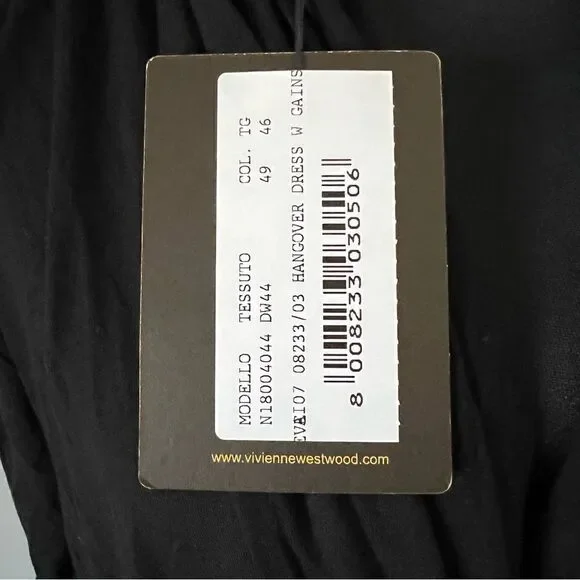 MODELLO TESSUTO COL. TG
N18004044 DW44 49 46
08233/03 HANGOVER DRESS W GAINS
8 008233 030506
www.viviennewestwood.com